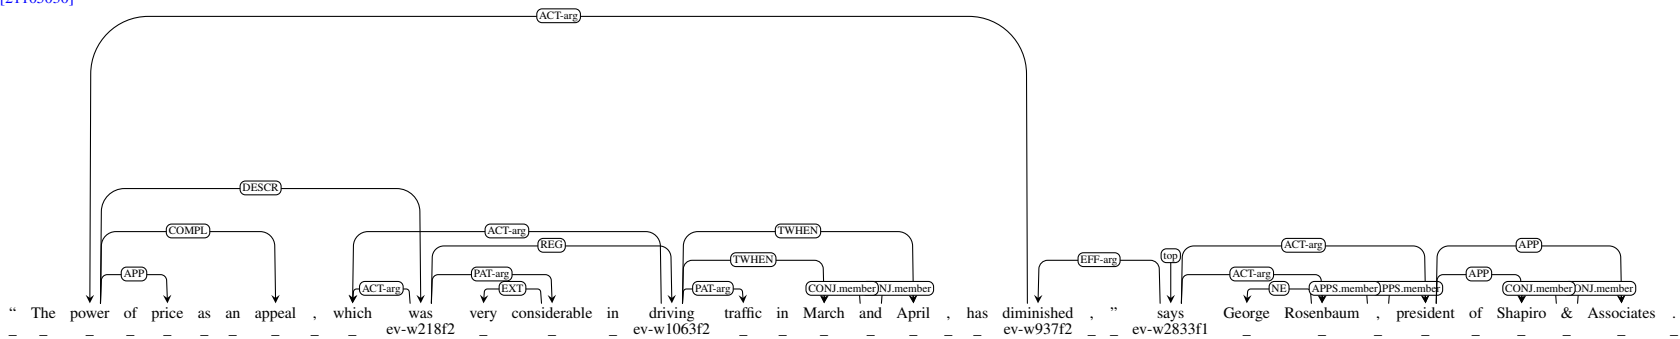 ACT-arg
DESCR
COMPL ACT-arg TWHEN
REG ACT-arg APP
TWHEN EFF-arg top
APP PAT-arg ACT-arg APP
ACT-arg EXT PAT-arg CONJ.member NJ.member NE APPS.member PPS.member CONJ.member ONJ.member
“ The power of price as an appeal , which was very considerable in driving traffic in March and April , has diminished , ” says George Rosenbaum , president of Shapiro & Associates .
_ _ _ _ _ _ _ _ _ _ ev-w218f2 _ _ _ ev-w1063f2 _ _ _ _ _ _ _ ev-w937f2 _ _ ev-w2833f1 _ _ _ _ _ _ _ _ _